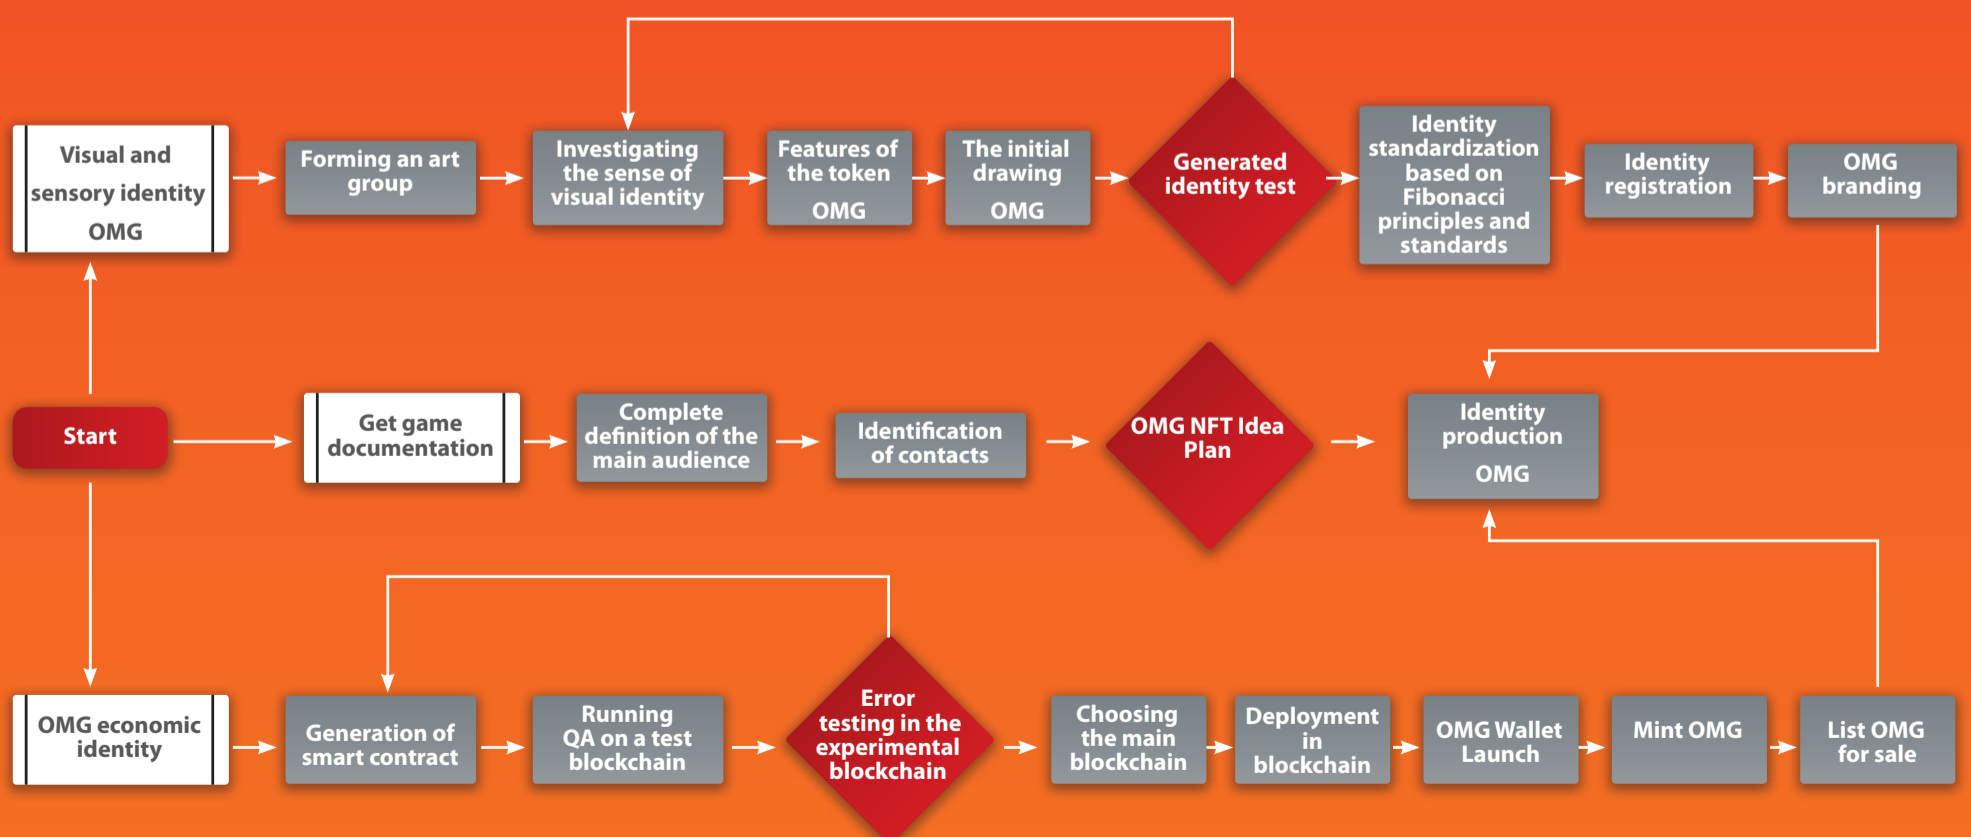 Visual and
sensory identity
OMG
Forming an art
group
Investigating
the sense of
visual identity
Features of
the token
OMG
The initial
drawing
OMG
Generated
identity test
Identity
standardization
based on
Fibonacci
principles and
standards
Identity
registration
OMG
branding
Start
Get game
documentation
Complete
definition of the
main audience
Identification
of contacts
OMG NFT Idea
Plan
Identity
production
OMG
OMG economic
identity
Generation of
smart contract
Running
QA on a test
blockchain
Error
testing in the
experimental
blockchain
Choosing
the main
blockchain
Deployment
in
blockchain
OMG Wallet
Launch
Mint OMG
List OMG
for sale